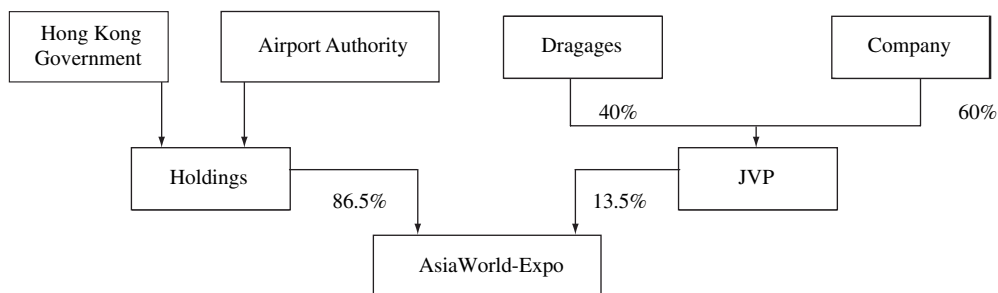 Hong Kong
Government
Airport Authority
Dragages
Company
40%
60%
Holdings
JVP
86.5%
13.5%
AsiaWorld-Expo